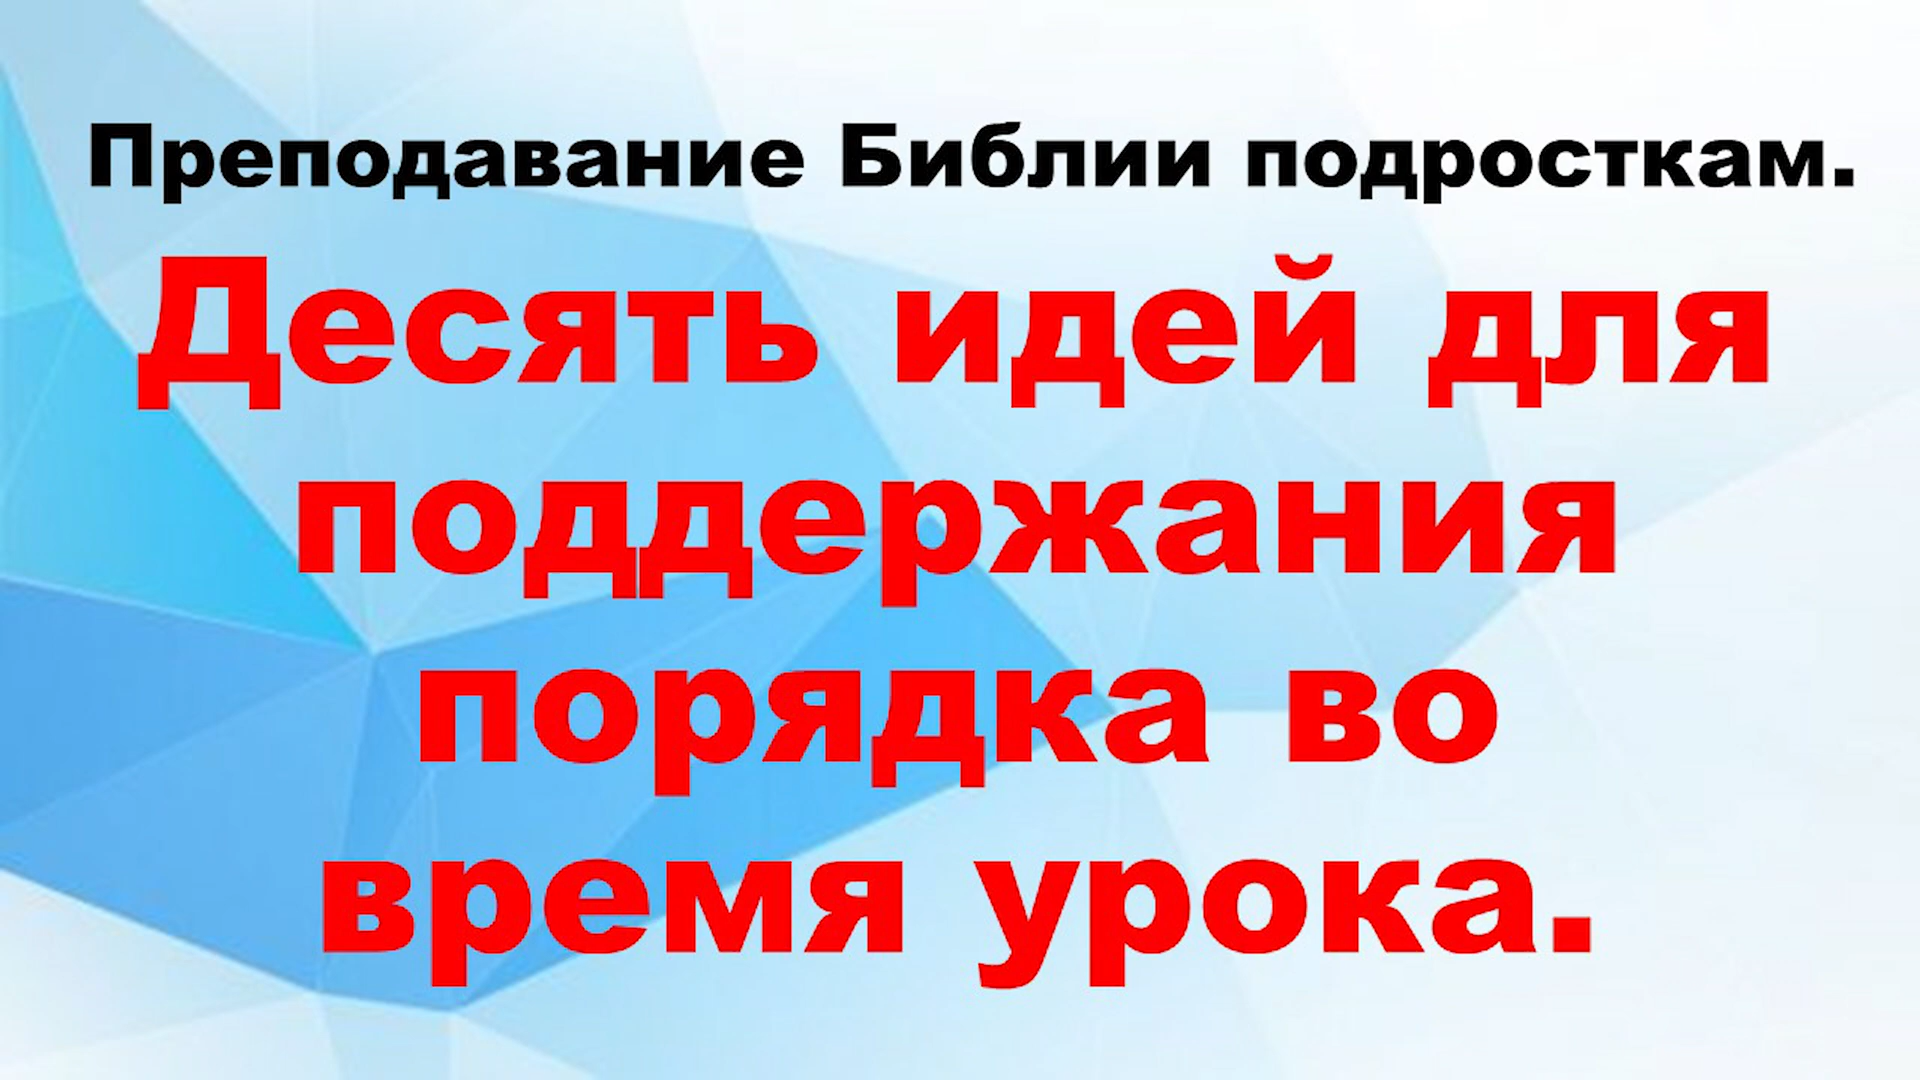 Преподавание Библии подросткам.
Десять идей для
поддержания
порядка во
время урока.